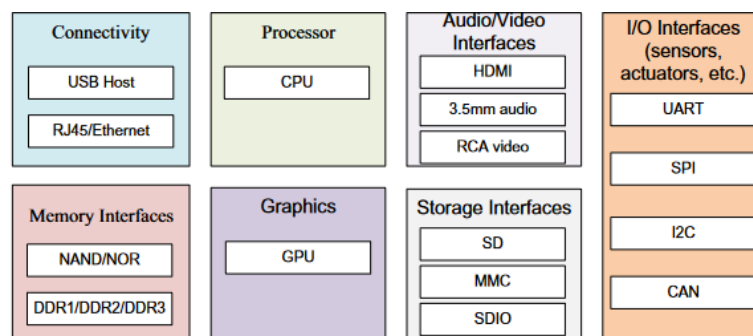 Connectivity
USB Host
RJ45/Ethernet
Processor
CPU
Audio/Video
Interfaces
HDMI
3.5mm audio
RCA video
I/O Interfaces
(sensors,
actuators, etc.)
UART
SPI
I2C
CAN
Memory Interfaces
NAND/NOR
DDR1/DDR2/DDR3
Graphics
GPU
Storage Interfaces
SD
MMC
SDIO